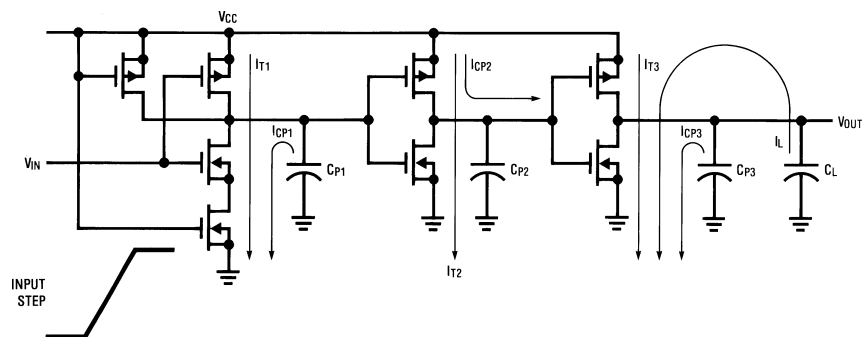 VCC
IT1
ICP2
IT3
ICP1
ICP3
IL
VOUT
VIN
CP1
CP2
CP3
CL
IT2
INPUT
STEP